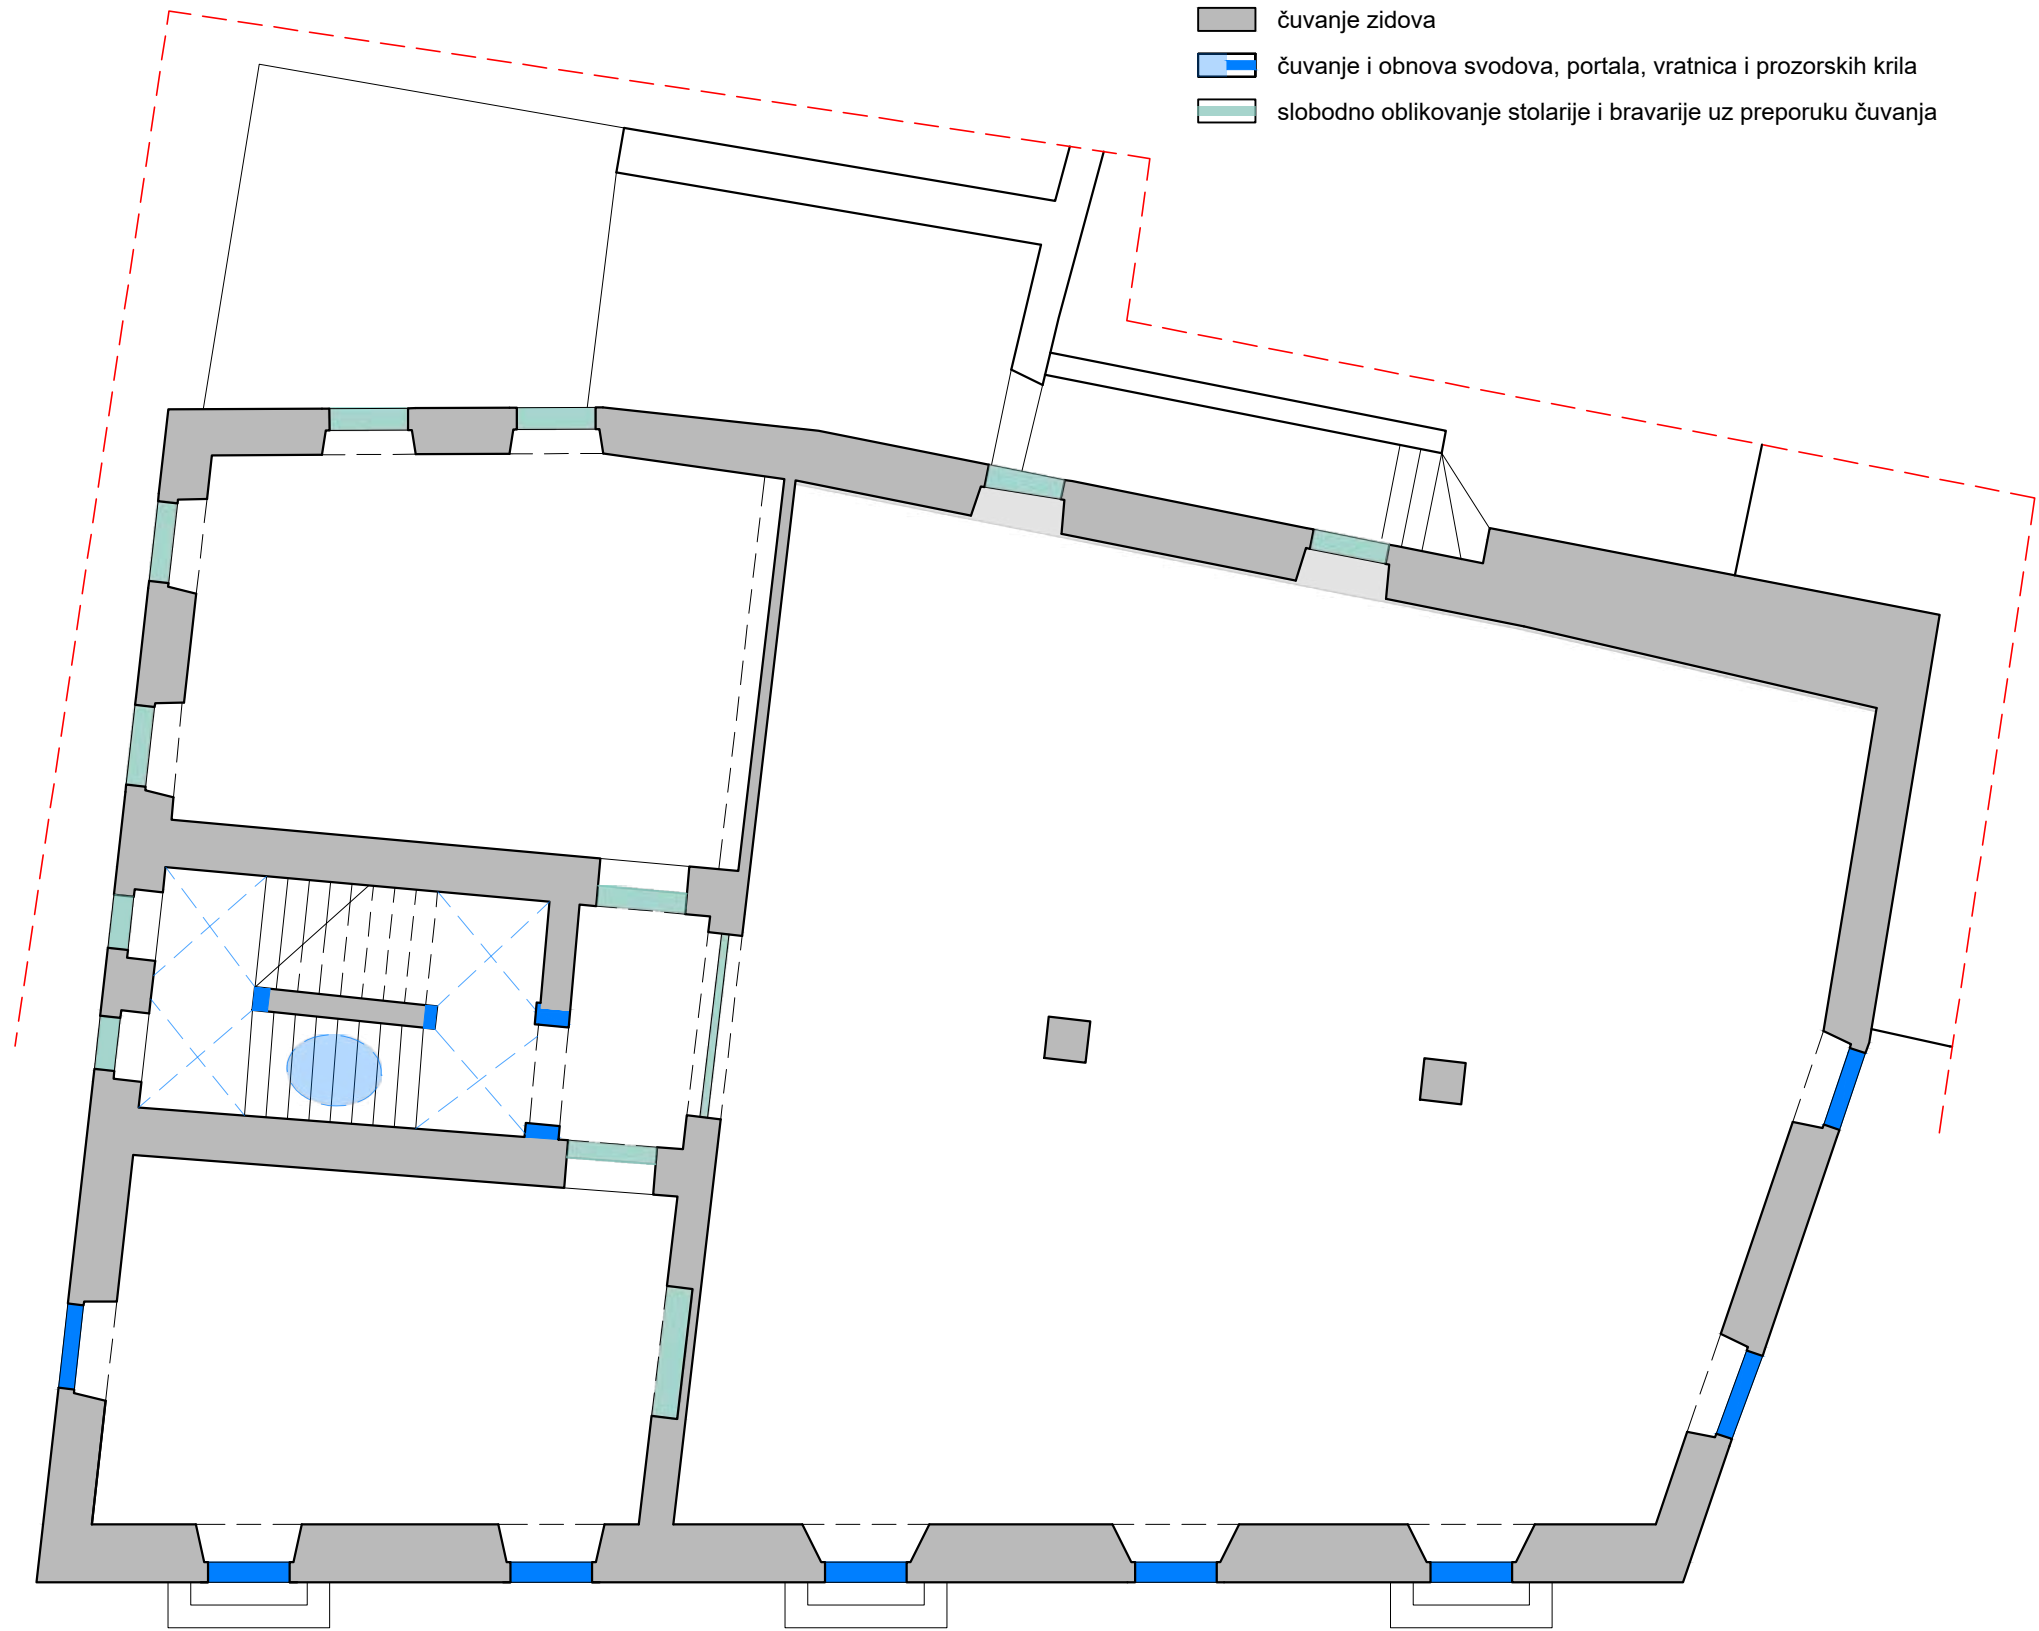 čuvanje zidova
čuvanje i obnova svodova, portala, vratnica i prozorskih krila
slobodno oblikovanje stolarije i bravarije uz preporuku čuvanja